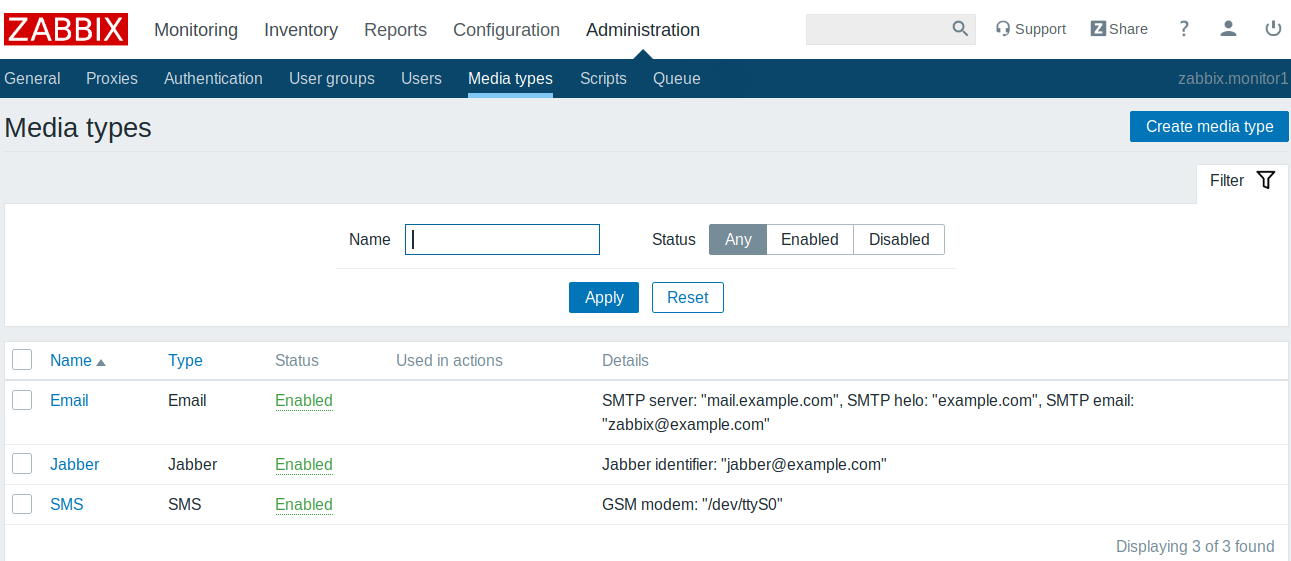 ZABBIX Monitoring Inventory Reports Configuration Administration Support Z Share ?
General Proxies Authentication User groups Users Media types Scripts Queue zabbix.monitor1
Media types Create media type
Filter
Name Status Any Enabled Disabled
Apply Reset
Name Type Status Used in actions Details
Email Email Enabled SMTP server: "mail.example.com", SMTP helo: "example.com", SMTP email:
"zabbix@example.com"
Jabber Jabber Enabled Jabber identifier: "jabber@example.com"
SMS SMS Enabled GSM modem: "/dev/ttyS0"
Displaying 3 of 3 found